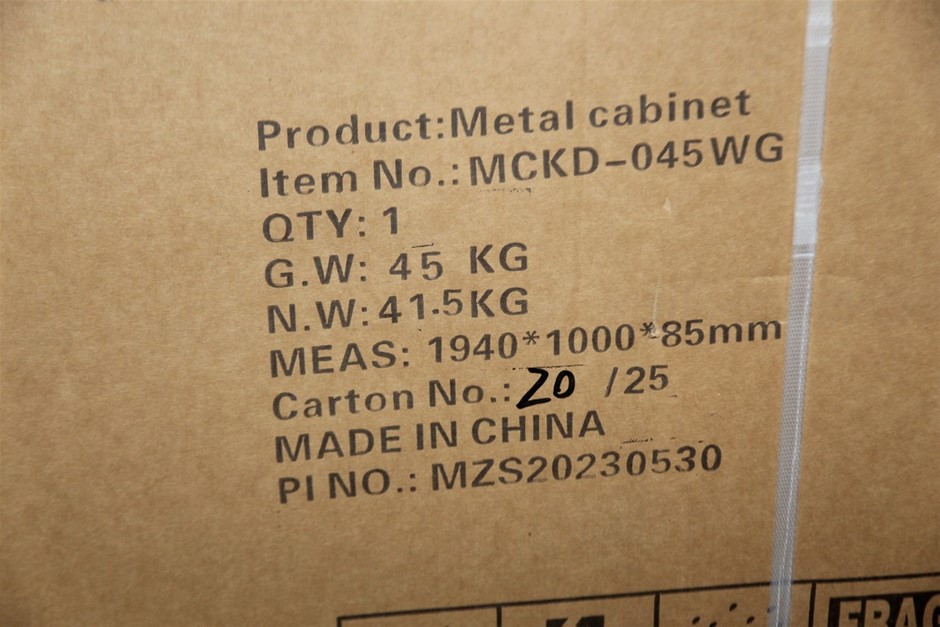 Product:Metal cabinet
Item No.:MCKD-045WG
QTY: 1
G.W: 45 KG
N.W:41.5KG
MEAS: 1940*1000*85mm
Carton No.:20 /25
MADE IN CHINA
PI NO.: MZS20230530